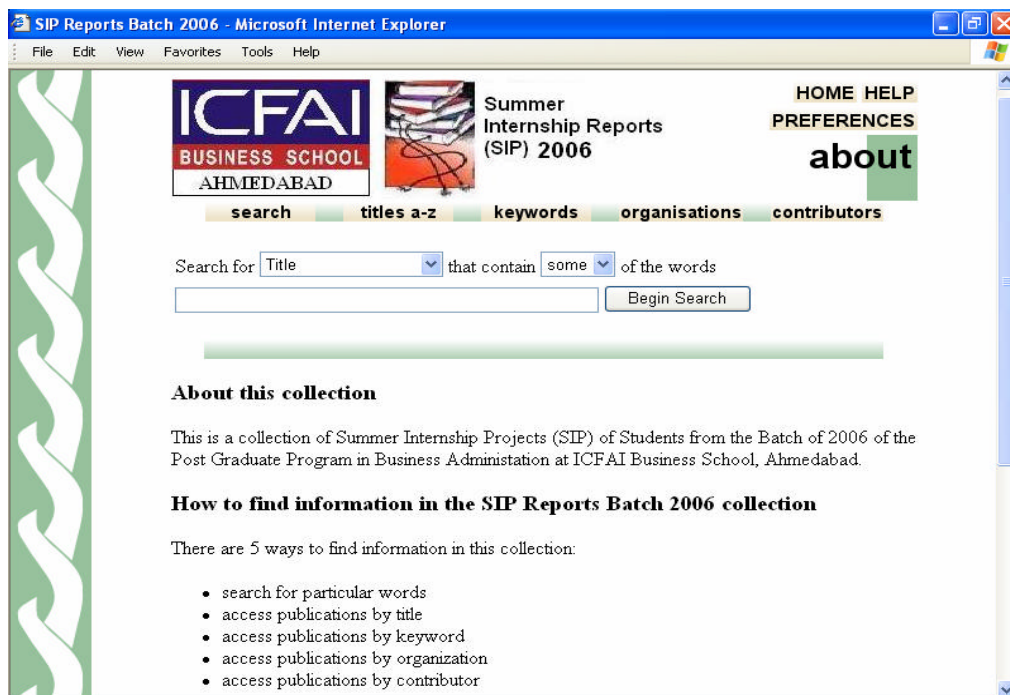 SIP Reports Batch 2006 - Microsoft Internet Explorer
File Edit View Favorites Tools Help
ICFAI
BUSINESS SCHOOL
AHMEDABAD
Summer
Internship Reports
(SIP) 2006
HOME HELP
PREFERENCES
about
search titles a-z keywords organisations contributors
Search for Title that contain some of the words
Begin Search
About this collection
This is a collection of Summer Internship Projects (SIP) of Students from the Batch of 2006 of the
Post Graduate Program in Business Administation at ICFAI Business School, Ahmedabad.
How to find information in the SIP Reports Batch 2006 collection
There are 5 ways to find information in this collection:
• search for particular words
• access publications by title
• access publications by keyword
• access publications by organization
• access publications by contributor